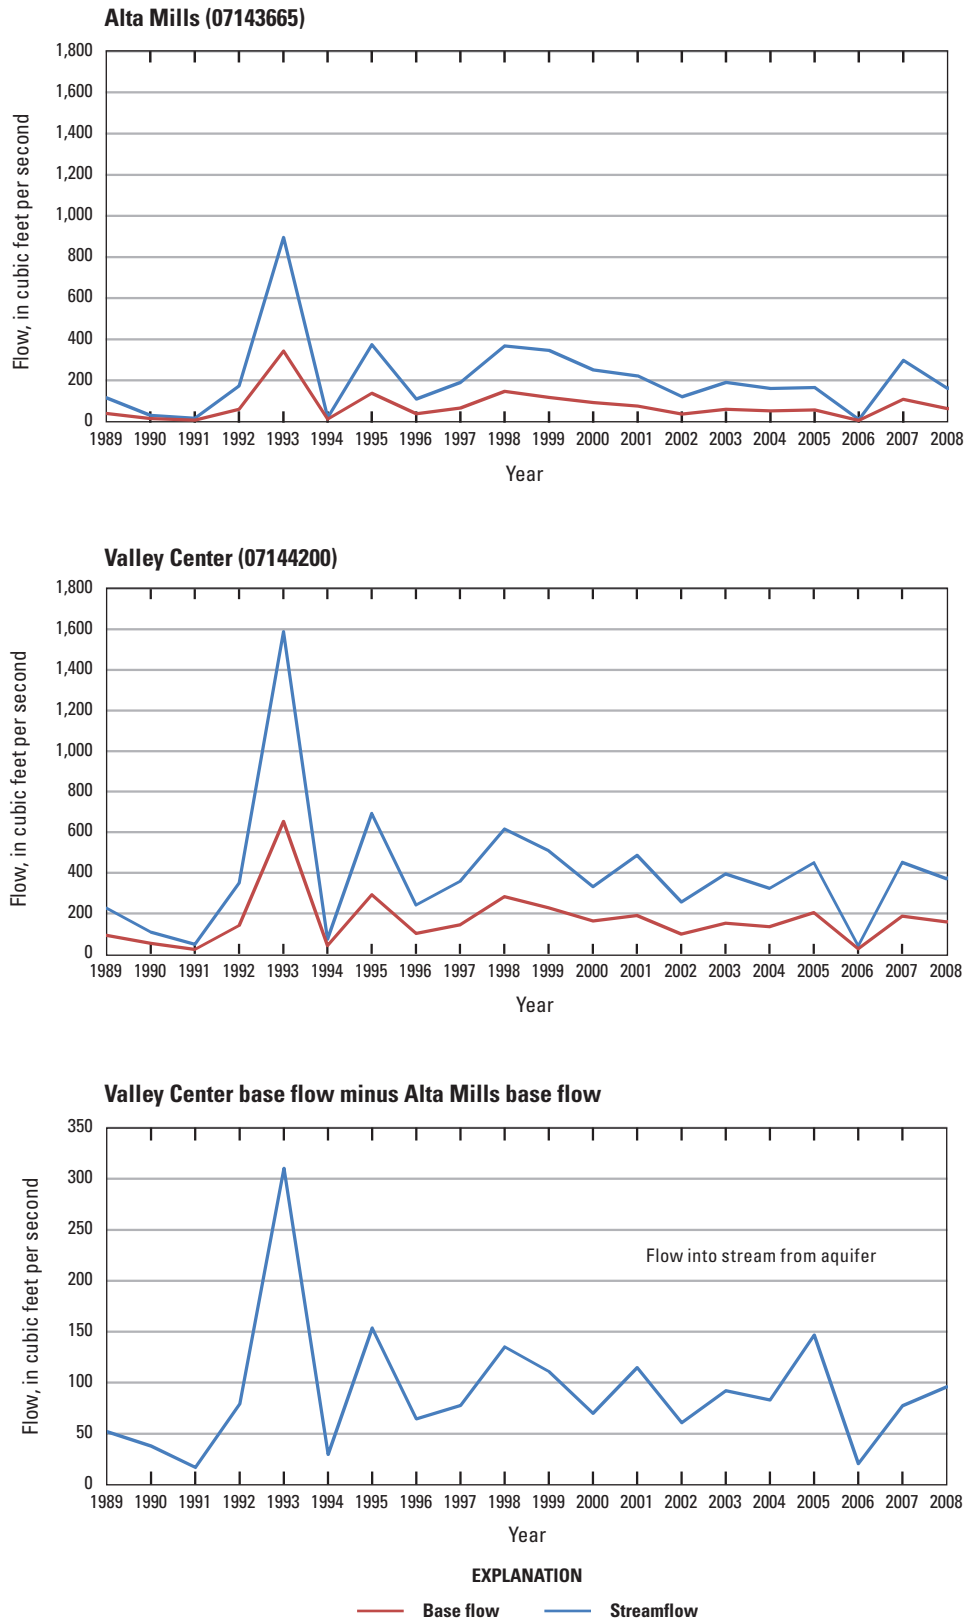 Alta Mills (07143665)
Flow, in cubic feet per second
1,800
1,600
1,400
1,200
1,000
800
600
400
200
0
1989 1990 1991 1992 1993 1994 1995 1996 1997 1998 1999 2000 2001 2002 2003 2004 2005 2006 2007 2008
Year
Valley Center (07144200)
Flow, in cubic feet per second
1,800
1,600
1,400
1,200
1,000
800
600
400
200
0
1989 1990 1991 1992 1993 1994 1995 1996 1997 1998 1999 2000 2001 2002 2003 2004 2005 2006 2007 2008
Year
Valley Center base flow minus Alta Mills base flow
Flow, in cubic feet per second
350
300
250
200
150
100
50
0
Flow into stream from aquifer
1989 1990 1991 1992 1993 1994 1995 1996 1997 1998 1999 2000 2001 2002 2003 2004 2005 2006 2007 2008
Year
EXPLANATION
Base flow Streamflow